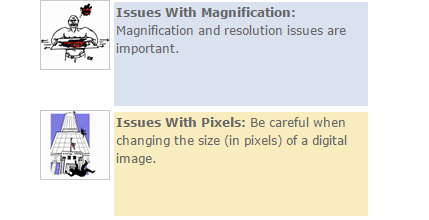 Issues With Magnification:
Magnification and resolution issues are
important.
Issues With Pixels: Be careful when
changing the size (in pixels) of a digital
image.